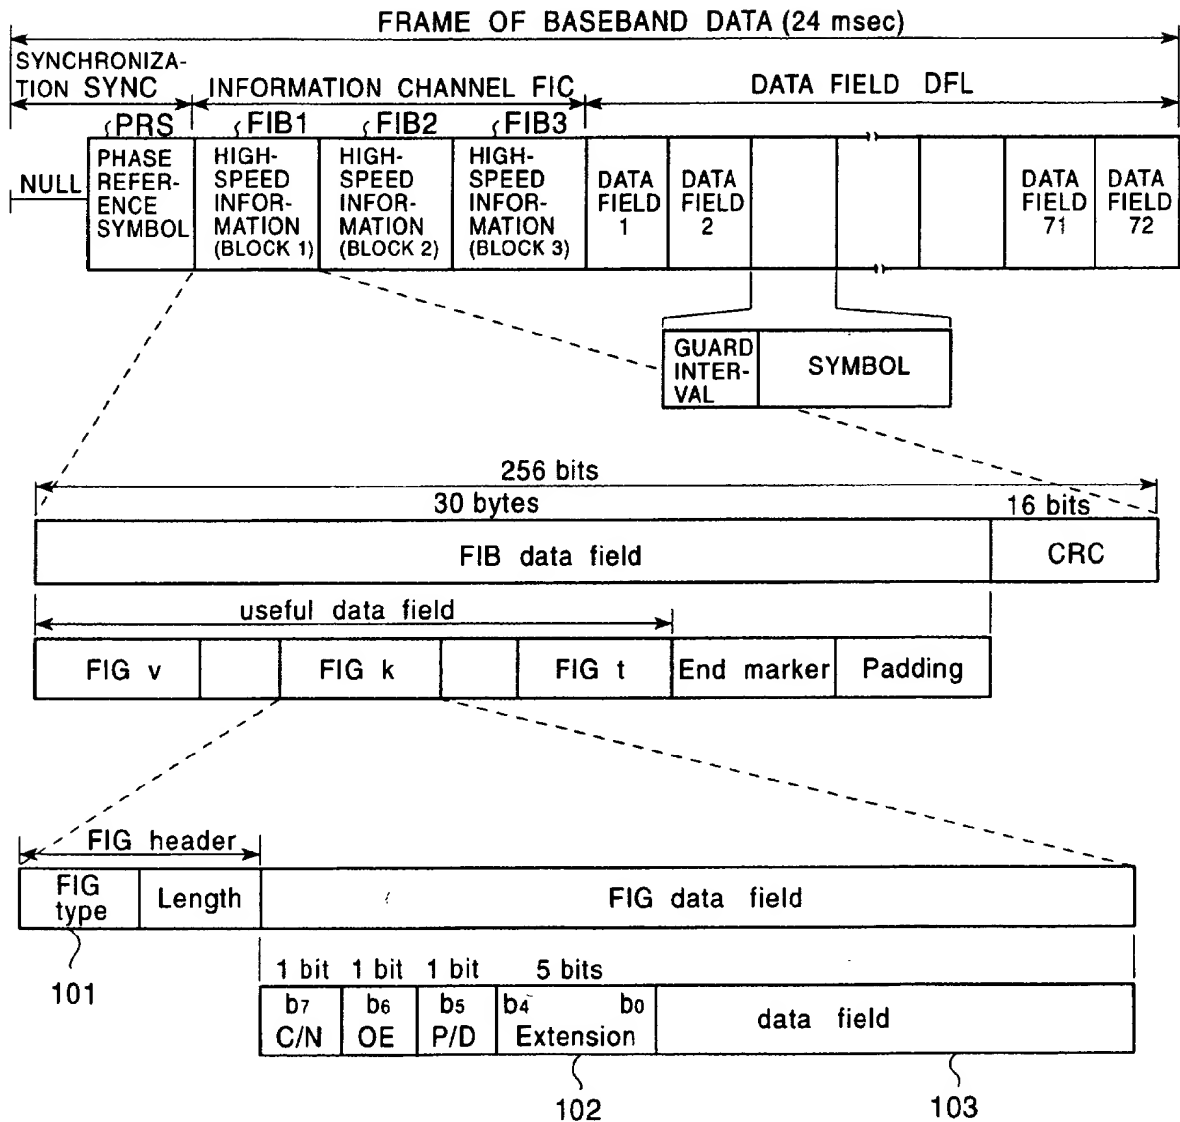 FRAME OF BASEBAND DATA (24 msec)
SYNCHRONIZA-
TION SYNC
INFORMATION CHANNEL FIC
DATA FIELD DFL
PRS
FIB1
FIB2
FIB3
NULL
PHASE
REFER-
ENCE
SYMBOL
HIGH-
SPEED
INFOR-
MATION
(BLOCK 1)
HIGH-
SPEED
INFOR-
MATION
(BLOCK 2)
HIGH-
SPEED
INFOR-
MATION
(BLOCK 3)
DATA
FIELD
1
DATA
FIELD
2
DATA
FIELD
71
DATA
FIELD
72
GUARD
INTER-
VAL
SYMBOL
256 bits
30 bytes
16 bits
FIB data field
CRC
useful data field
FIG v
FIG k
FIG t
End marker
Padding
FIG header
FIG
type
Length
FIG data field
101
1 bit
1 bit
1 bit
5 bits
b7
C/N
b6
OE
b5
P/D
b4 b0
Extension
data field
102
103